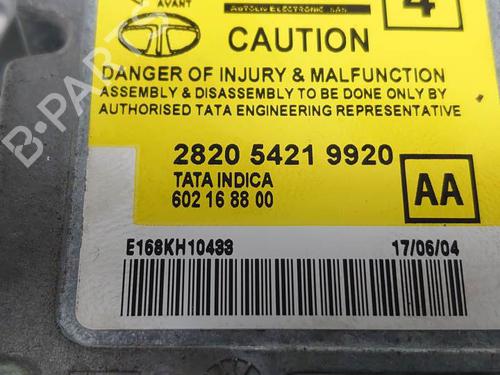 AVANT
AUTOLIV ELECTRONIC SAS
4
CAUTION
DANGER OF INJURY & MALFUNCTION
ASSEMBLY & DISASSEMBLY TO BE DONE ONLY BY
AUTHORISED TATA ENGINEERING REPRESENTATIVE
2820 5421 9920
TATA INDICA
602 16 88 00
AA
E168KH10433
17/06/04
B-PARTS